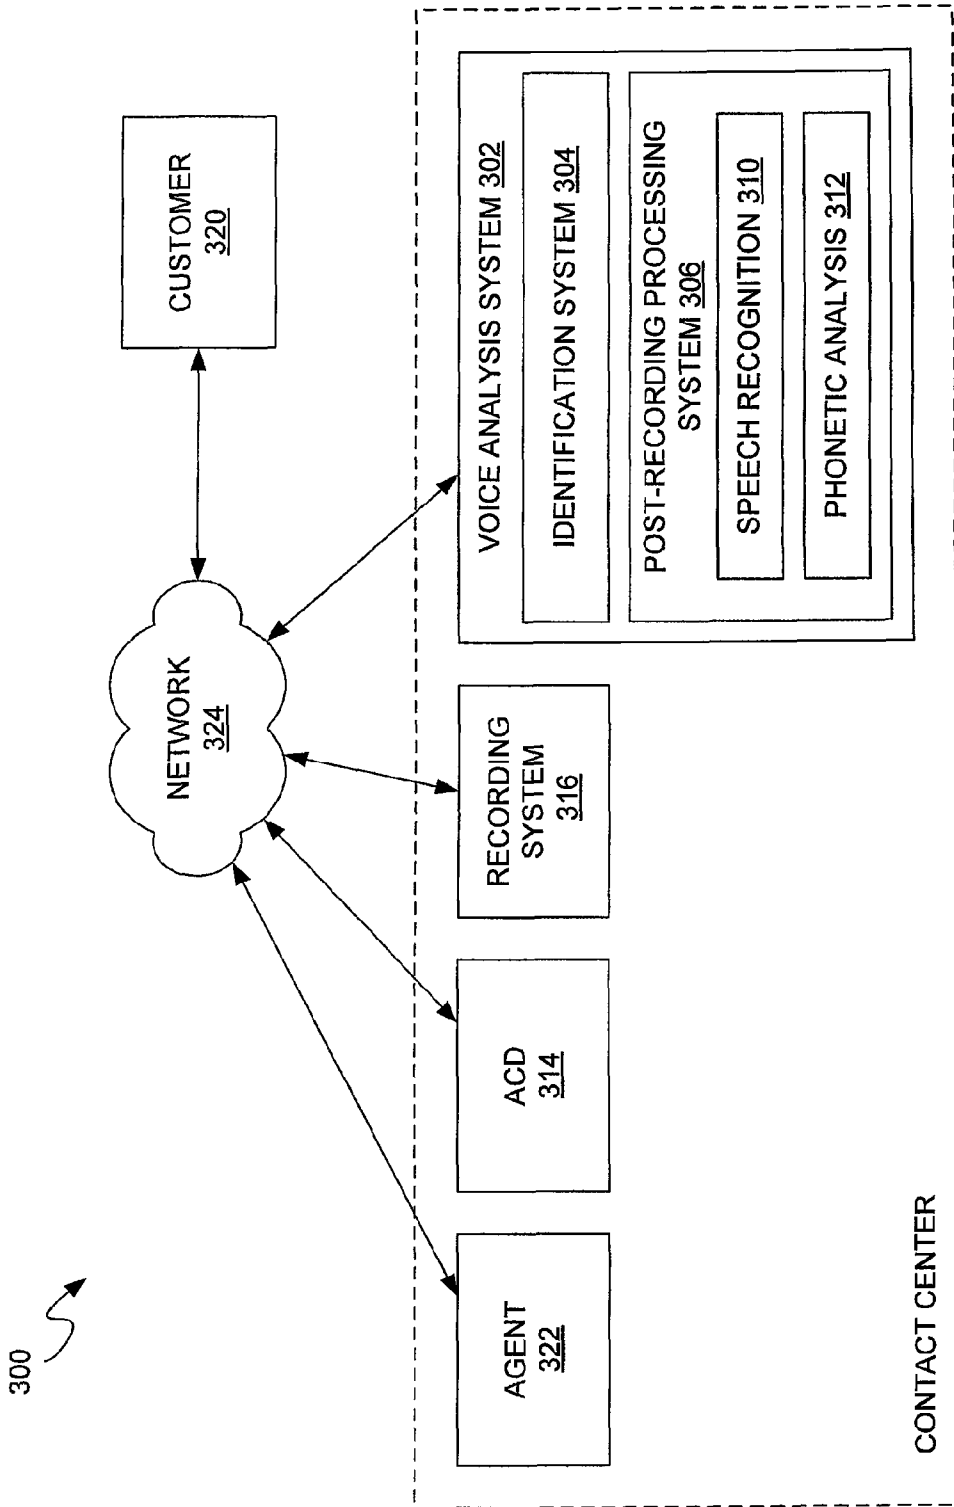 300
CUSTOMER
320
NETWORK
324
AGENT
322
ACD
314
RECORDING
SYSTEM
316
VOICE ANALYSIS SYSTEM 302
IDENTIFICATION SYSTEM 304
POST-RECORDING PROCESSING
SYSTEM 306
SPEECH RECOGNITION 310
PHONETIC ANALYSIS 312
CONTACT CENTER